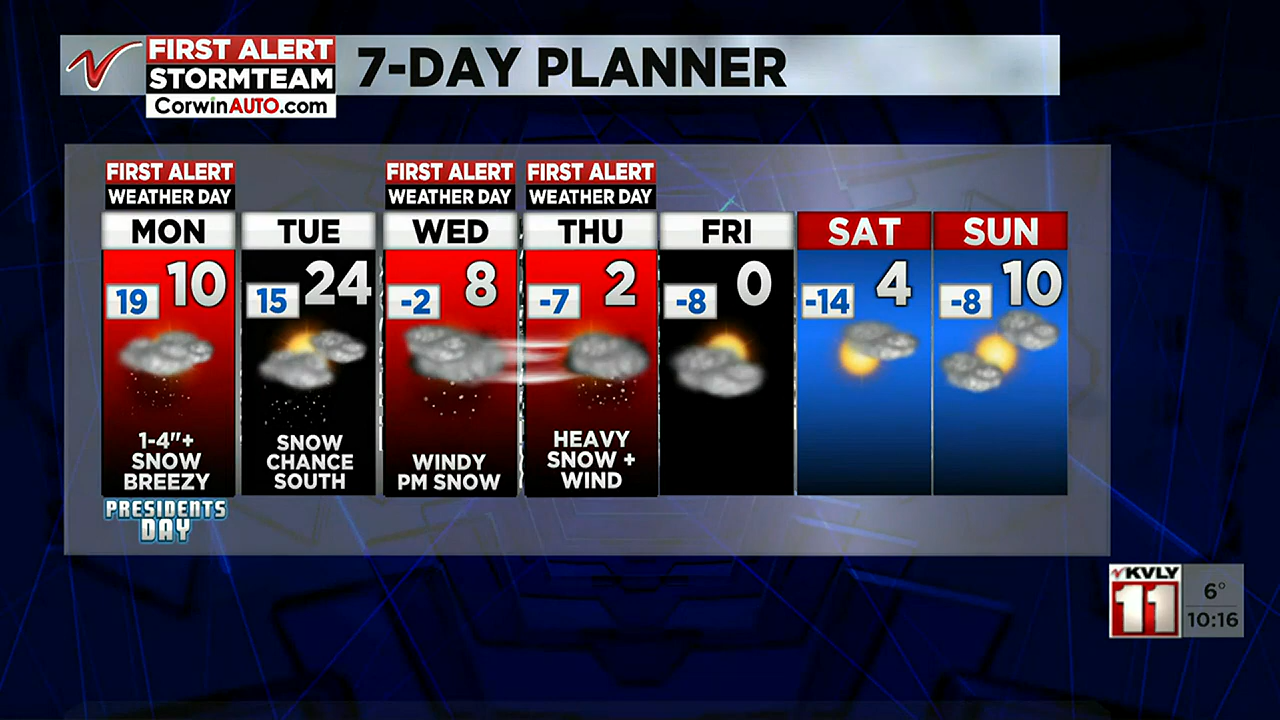 FIRST ALERT
STORMTEAM
CorwinAUTO.com
7-DAY PLANNER
FIRST ALERT
WEATHER DAY
MON
19 10
1-4"+
SNOW
BREEZY
PRESIDENTS
DAY
TUE
15 24
SNOW
CHANCE
SOUTH
FIRST ALERT
WEATHER DAY
WED
-2 8
WINDY
PM SNOW
FIRST ALERT
WEATHER DAY
THU
-7 2
HEAVY
SNOW +
WIND
FRI
-8 0
SAT
-14 4
SUN
-8 10
KVLY
11
6°
10:16